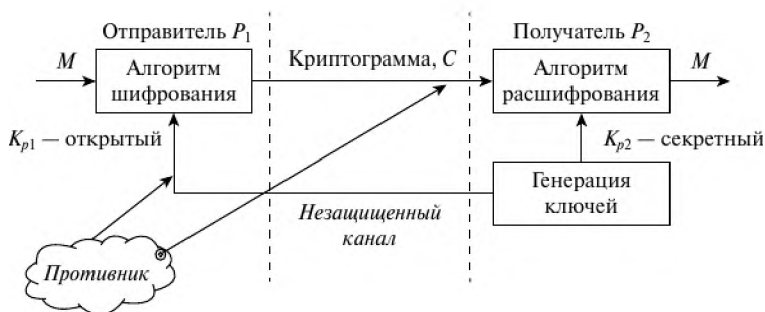 Отправитель P₁
Получатель P₂
M
Алгоритм
шифрования
Криптограмма, C
Алгоритм
расшифрования
M
Kₚ₁ — открытый
Kₚ₂ — секретный
Генерация
ключей
Незащищенный
канал
Противник